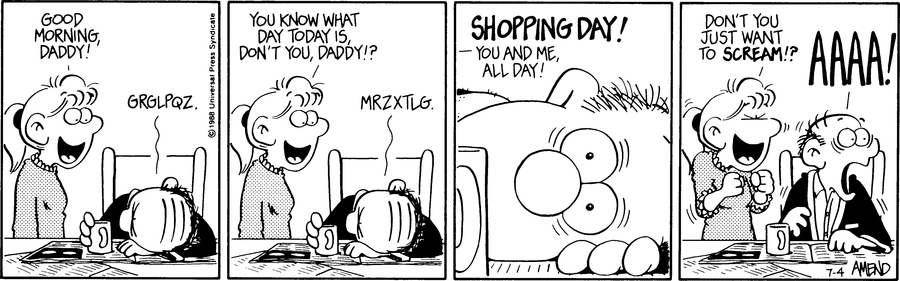 GOOD
MORNING,
DADDY!
GRGLPQZ.
© 1988 Universal Press Syndicate
YOU KNOW WHAT
DAY TODAY IS,
DON'T YOU, DADDY!?
MRZXTLG.
SHOPPING DAY!
YOU AND ME,
ALL DAY!
DON'T YOU
JUST WANT
TO SCREAM!?
AAAA!
7-4 AMEND